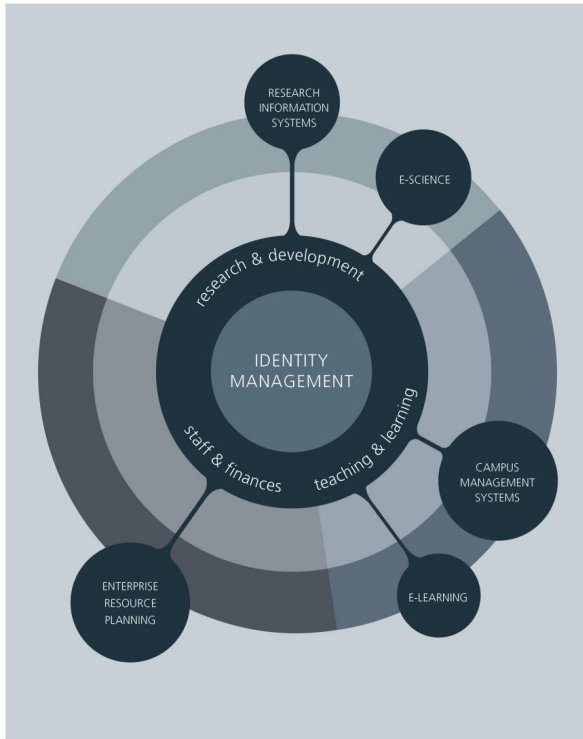 RESEARCH
INFORMATION
SYSTEMS
E-SCIENCE
research & development
IDENTITY
MANAGEMENT
staff & finances
teaching & learning
CAMPUS
MANAGEMENT
SYSTEMS
ENTERPRISE
RESOURCE
PLANNING
E-LEARNING